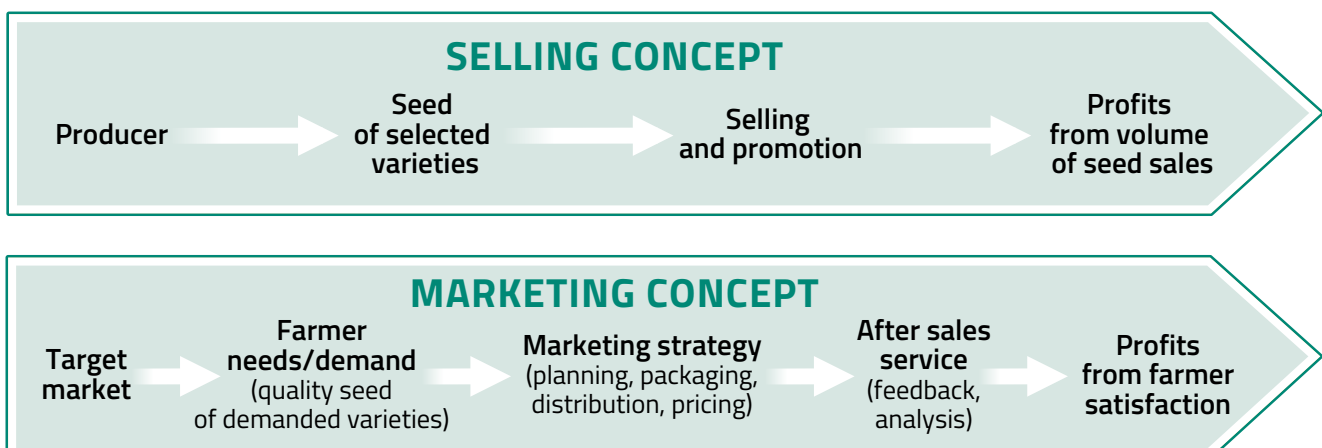 SELLING CONCEPT
Producer
Seed
of selected
varieties
Selling
and promotion
Profits
from volume
of seed sales
MARKETING CONCEPT
Target
market
Farmer
needs/demand
(quality seed
of demanded varieties)
Marketing strategy
(planning, packaging,
distribution, pricing)
After sales
service
(feedback,
analysis)
Profits
from farmer
satisfaction